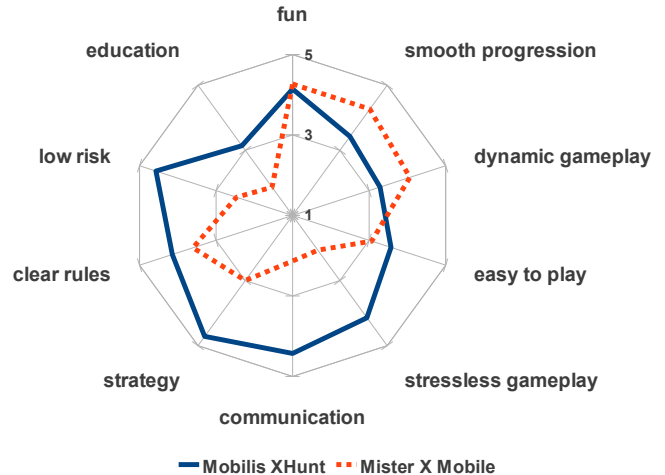 fun
education
5
smooth progression
low risk
3
dynamic gameplay
1
clear rules
easy to play
strategy
stressless gameplay
communication
Mobilis XHunt
Mister X Mobile